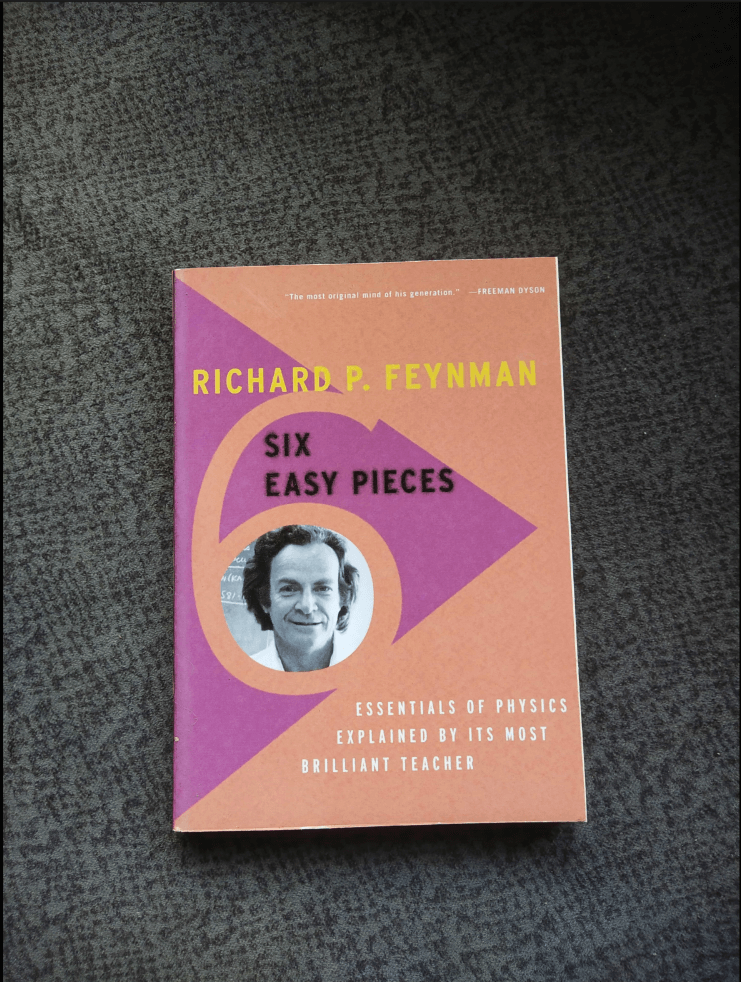 "The most original mind of his generation." —FREEMAN DYSON
RICHARD P. FEYNMAN
SIX
EASY PIECES
ESSENTIALS OF PHYSICS
EXPLAINED BY ITS MOST
BRILLIANT TEACHER